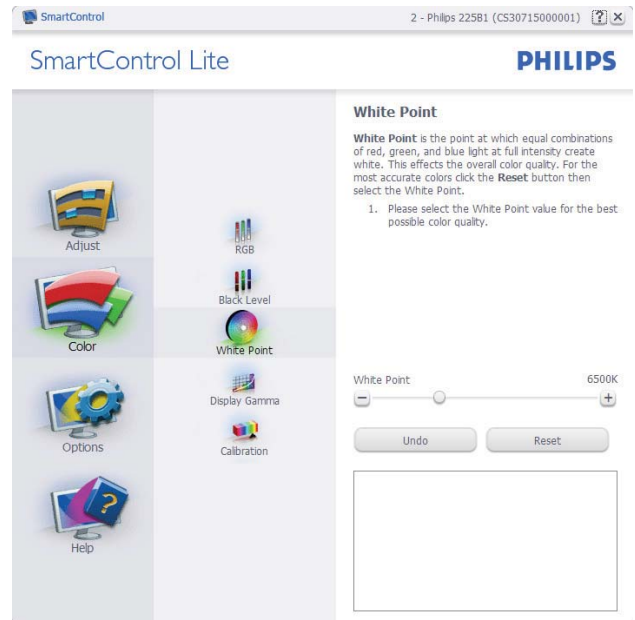 SmartControl
2 - Philips 225B1 (CS30715000001)
SmartControl Lite
PHILIPS
Adjust
Color
Options
Help
RGB
Black Level
White Point
Display Gamma
Calibration
White Point
White Point is the point at which equal combinations
of red, green, and blue light at full intensity create
white. This effects the overall color quality. For the
most accurate colors click the Reset button then
select the White Point.
1. Please select the White Point value for the best
possible color quality.
White Point 6500K
Undo Reset